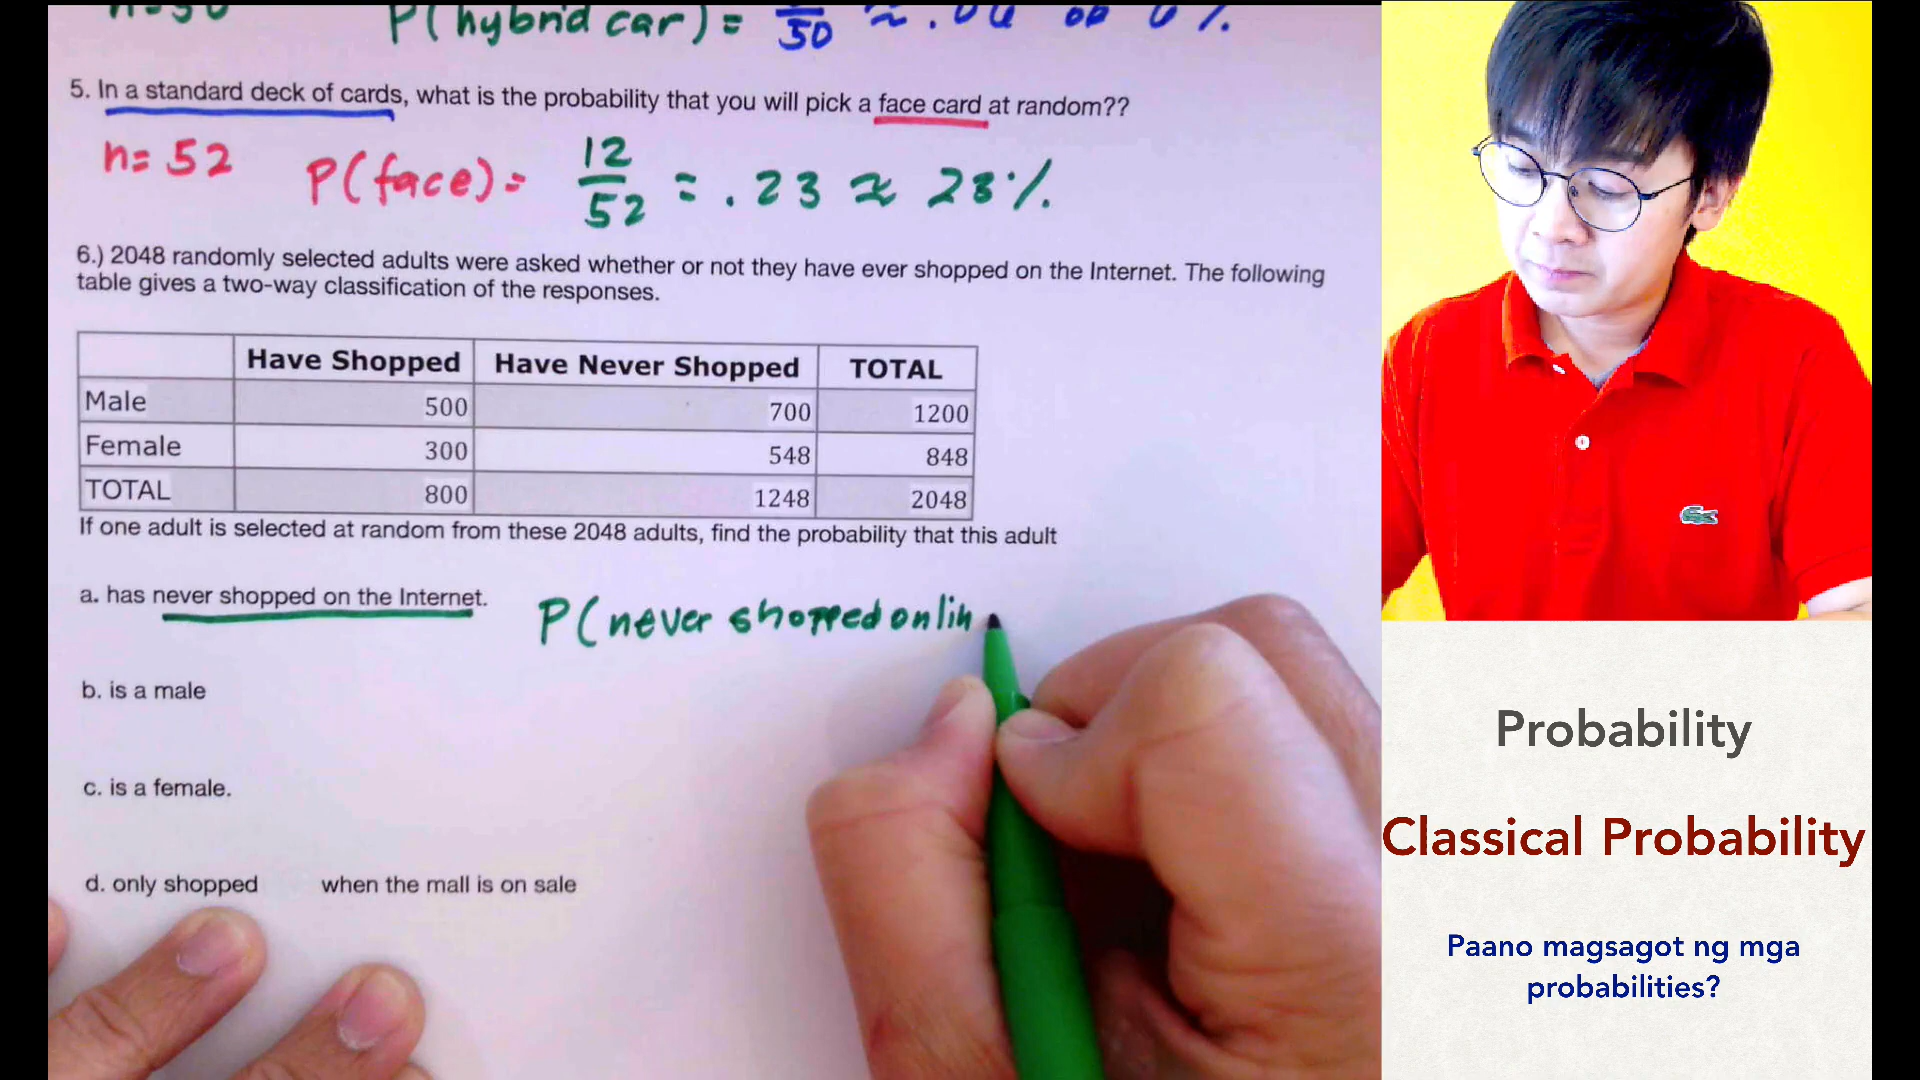 P(hybrid car) = /50 ≈ .06 or 6%
5. In a standard deck of cards, what is the probability that you will pick a face card at random??
n= 52 P(face)= 12/52 = .23 ≈ 23%
6.) 2048 randomly selected adults were asked whether or not they have ever shopped on the Internet. The following
table gives a two-way classification of the responses.
Have Shopped Have Never Shopped TOTAL
Male 500 700 1200
Female 300 548 848
TOTAL 800 1248 2048
If one adult is selected at random from these 2048 adults, find the probability that this adult
a. has never shopped on the Internet. P(never shopped onlin
b. is a male
c. is a female.
d. only shopped when the mall is on sale
Probability
Classical Probability
Paano magsagot ng mga
probabilities?